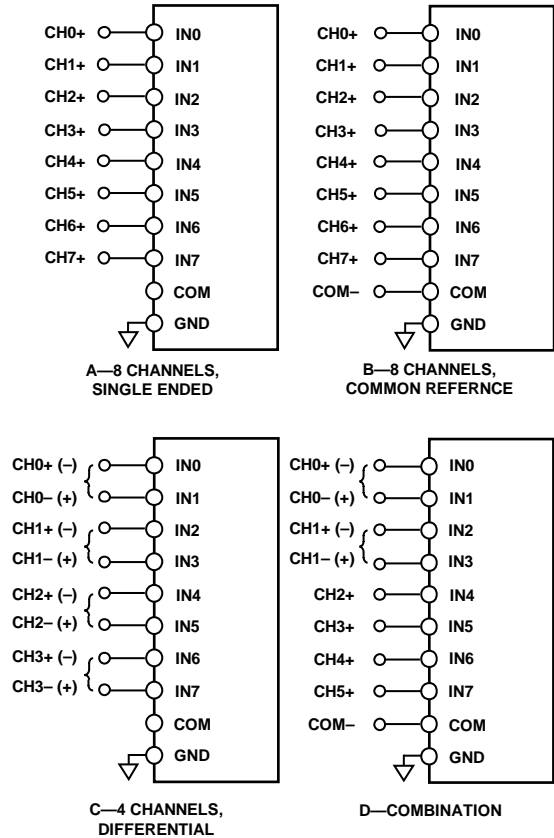 CH0+ IN0
CH1+ IN1
CH2+ IN2
CH3+ IN3
CH4+ IN4
CH5+ IN5
CH6+ IN6
CH7+ IN7
COM
GND
A—8 CHANNELS,
SINGLE ENDED
CH0+ IN0
CH1+ IN1
CH2+ IN2
CH3+ IN3
CH4+ IN4
CH5+ IN5
CH6+ IN6
CH7+ IN7
COM– COM
GND
B—8 CHANNELS,
COMMON REFERNCE
CH0+ (–) IN0
CH0– (+) IN1
CH1+ (–) IN2
CH1– (+) IN3
CH2+ (–) IN4
CH2– (+) IN5
CH3+ (–) IN6
CH3– (+) IN7
COM
GND
C—4 CHANNELS,
DIFFERENTIAL
CH0+ (–) IN0
CH0– (+) IN1
CH1+ (–) IN2
CH1– (+) IN3
CH2+ IN4
CH3+ IN5
CH4+ IN6
CH5+ IN7
COM– COM
GND
D—COMBINATION